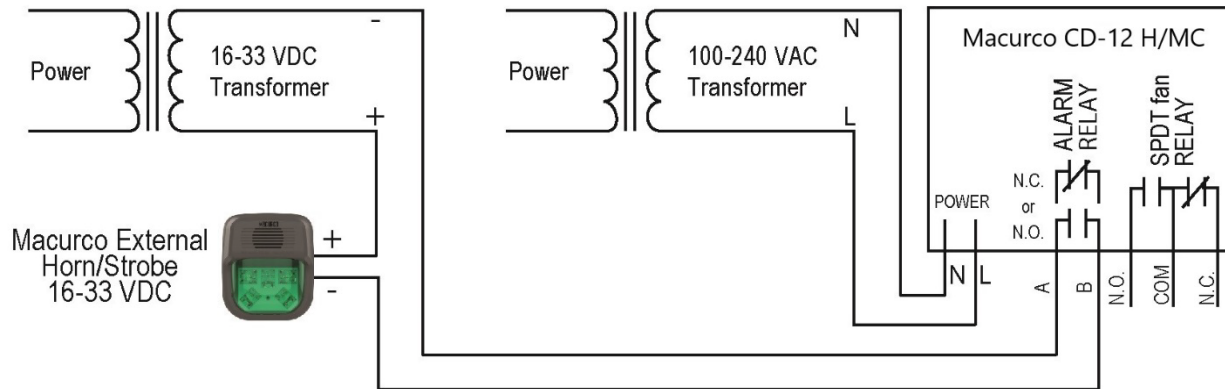 Power
16-33 VDC
Transformer
-
+
Macurco External
Horn/Strobe
16-33 VDC
+
-
Power
100-240 VAC
Transformer
N
L
Macurco CD-12 H/MC
ALARM
RELAY
SPDT fan
RELAY
N.C.
or
N.O.
POWER
N L
A
B
N.O.
COM
N.C.